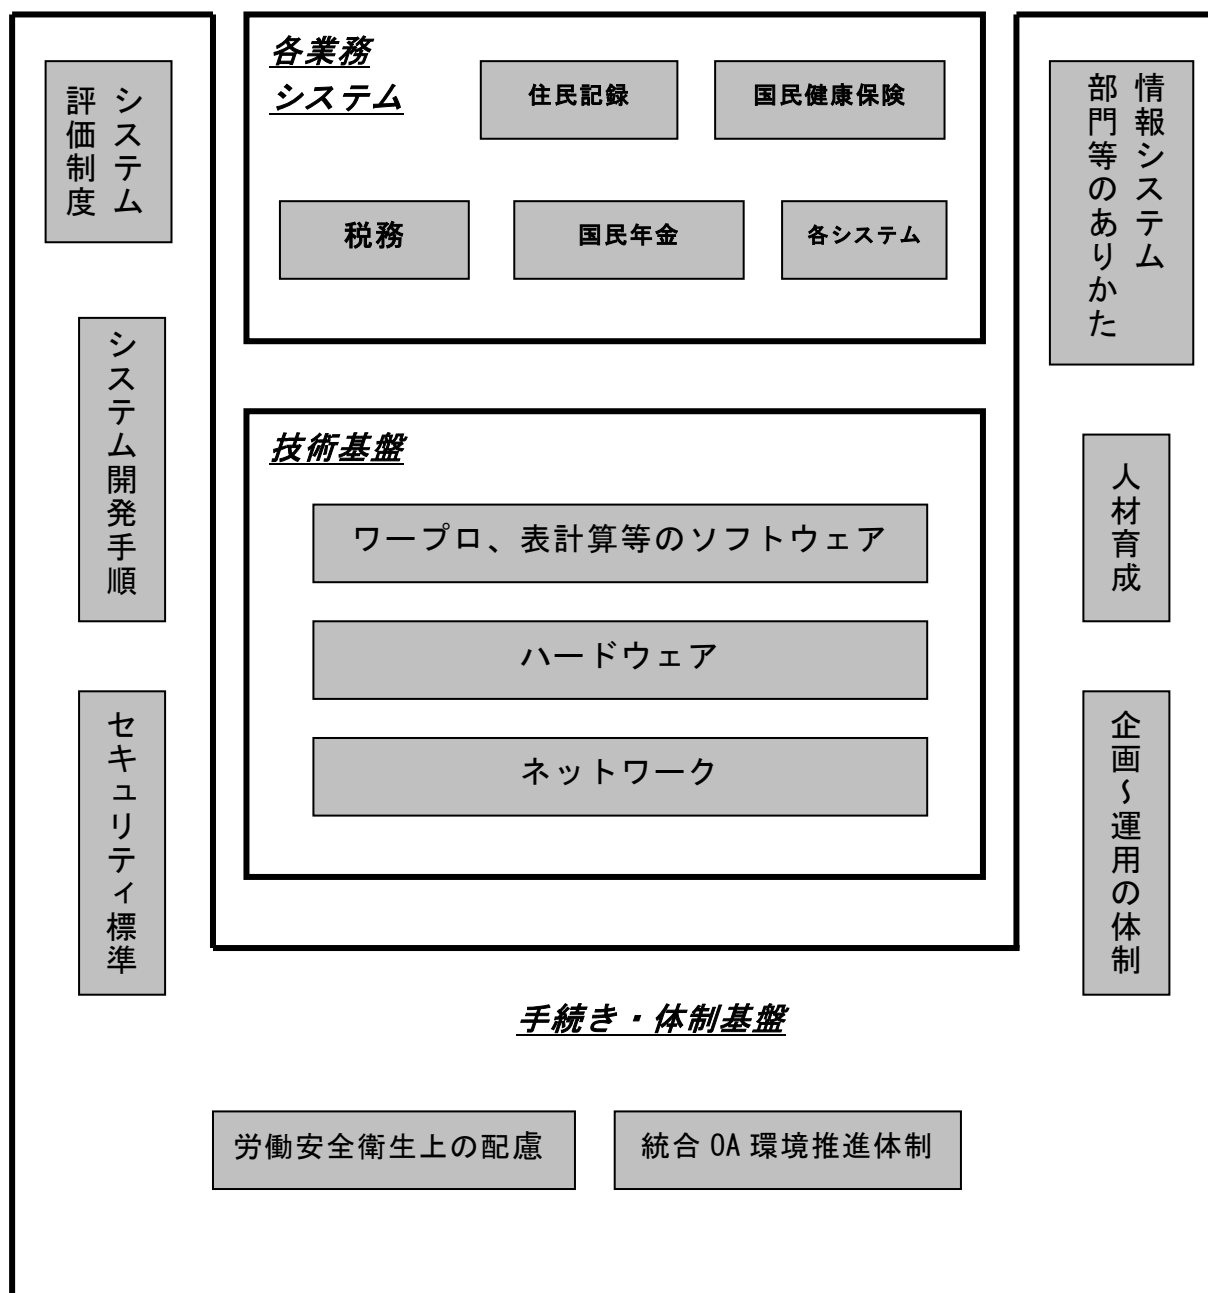 各業務
システム
住民記録
国民健康保険
税務
国民年金
各システム
システム
評価制度
システム開発手順
セキュリティ標準
情報システム
部門等のありかた
人材育成
企画～運用の体制
技術基盤
ワープロ、表計算等のソフトウェア
ハードウェア
ネットワーク
手続き・体制基盤
労働安全衛生上の配慮
統合 OA 環境推進体制